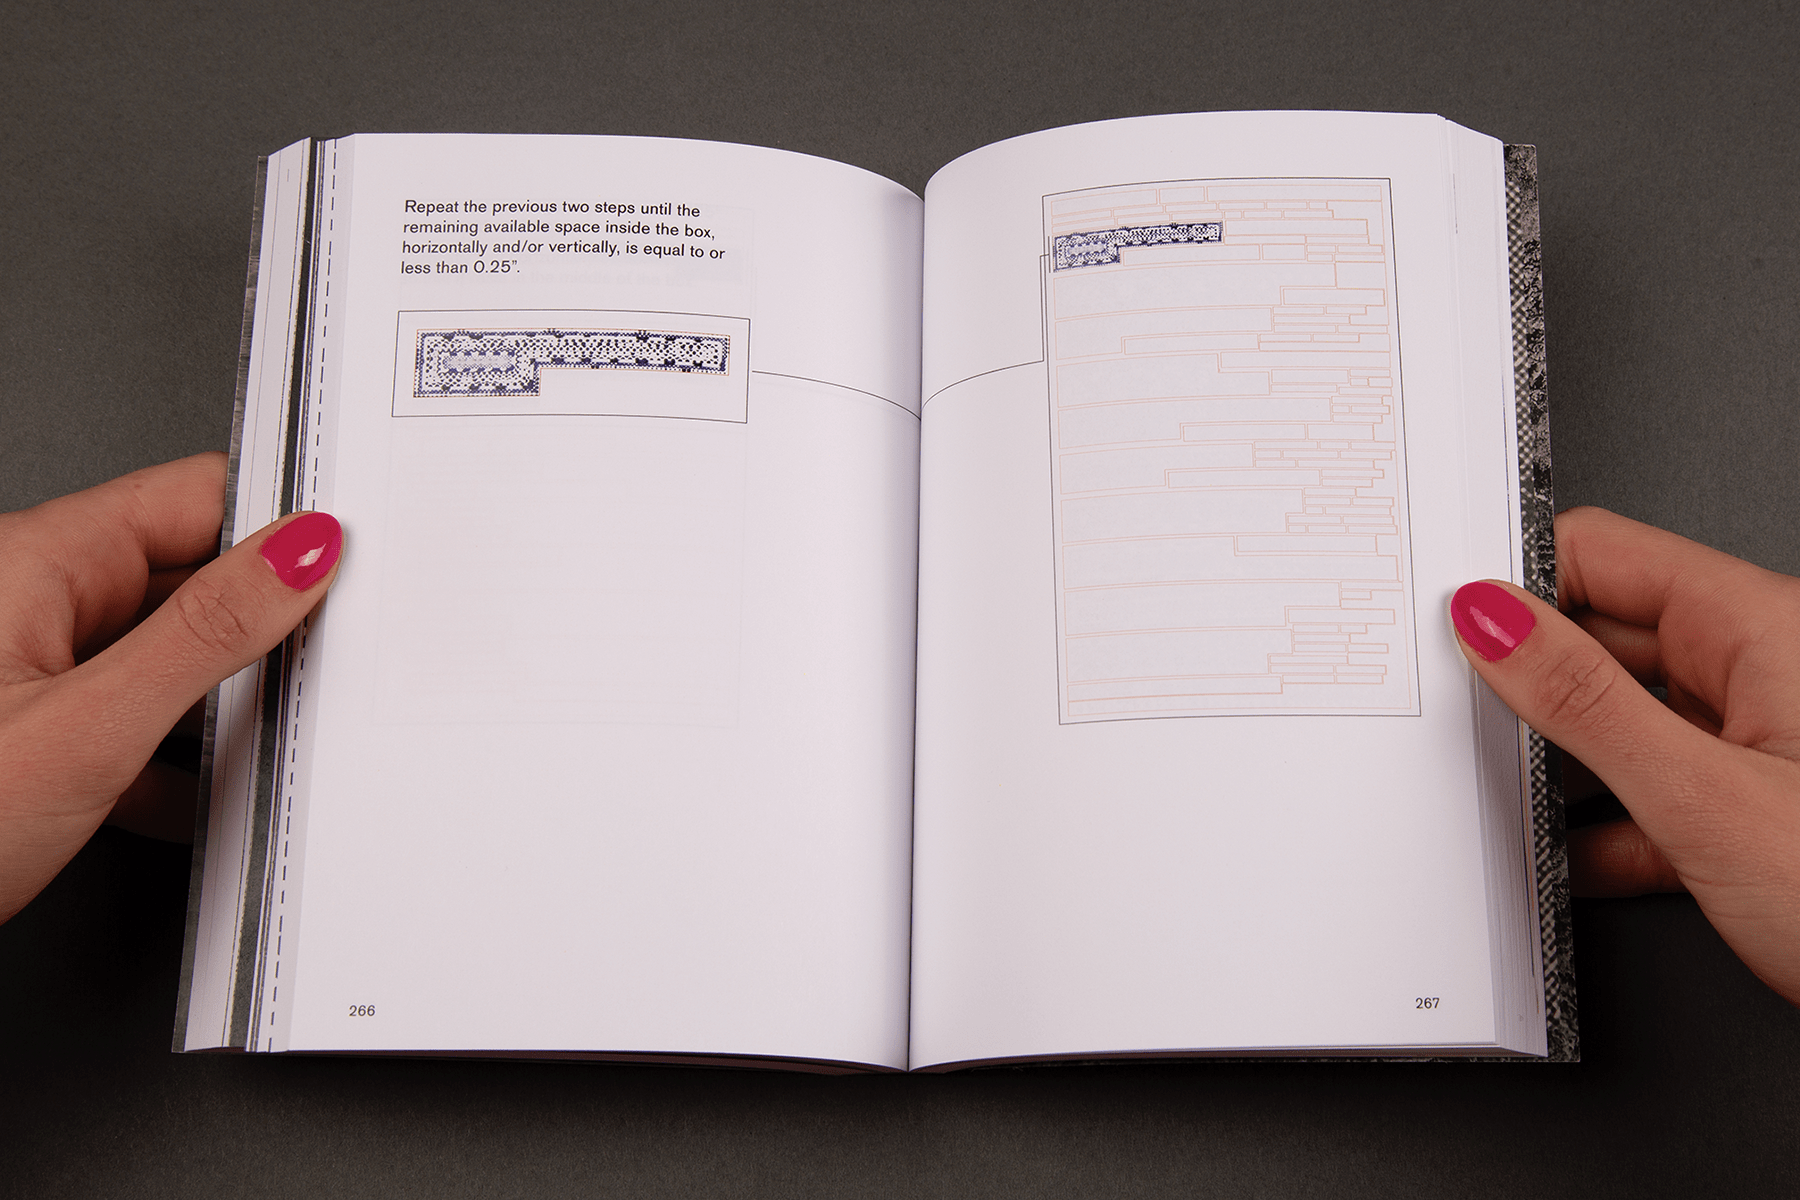 Repeat the previous two steps until the
remaining available space inside the box,
horizontally and/or vertically, is equal to or
less than 0.25”.
266
267